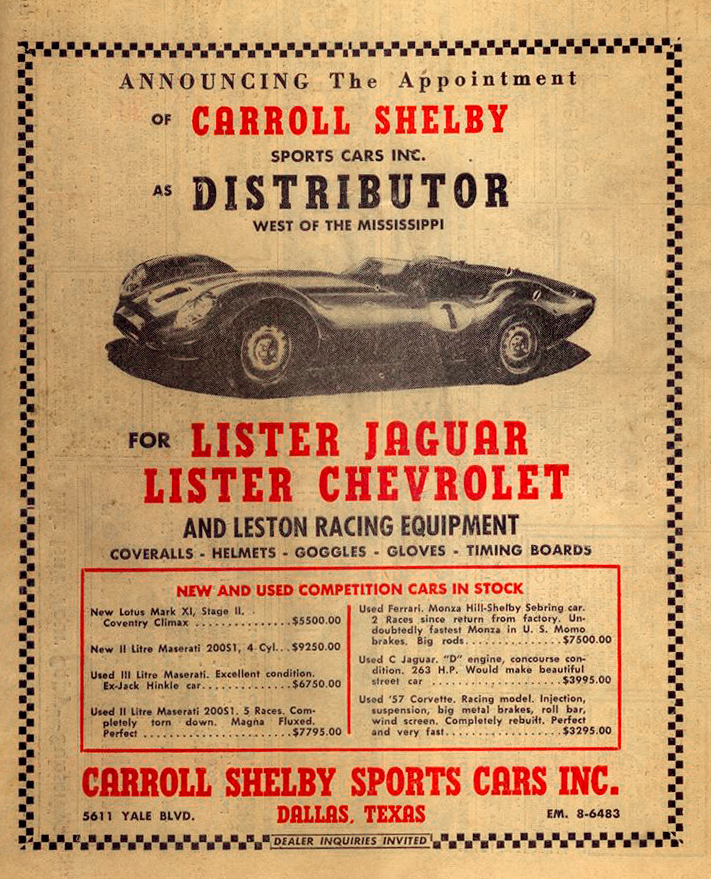 ANNOUNCING The Appointment
OF CARROLL SHELBY
SPORTS CARS INC.
AS DISTRIBUTOR
WEST OF THE MISSISSIPPI
1
FOR LISTER JAGUAR
LISTER CHEVROLET
AND LESTON RACING EQUIPMENT
COVERALLS - HELMETS - GOGGLES - GLOVES - TIMING BOARDS
NEW AND USED COMPETITION CARS IN STOCK
New Lotus Mark XI, Stage II.
Coventry Climax .............$5500.00
New II Litre Maserati 200S1, 4 Cyl...$9250.00
Used III Litre Maserati. Excellent condition.
Ex-Jack Hinkle car..............$6750.00
Used II Litre Maserati 200S1. 5 Races. Com-
pletely torn down. Magna Fluxed.
Perfect ......................$7795.00
Used Ferrari. Monza Hill-Shelby Sebring car.
2 Races since return from factory. Un-
doubtedly fastest Monza in U. S. Momo
brakes. Big rods...............$7500.00
Used C Jaguar. "D" engine, concourse con-
dition. 263 H.P. Would make beautiful
street car ....................$3995.00
Used '57 Corvette. Racing model. Injection,
suspension, big metal brakes, roll bar,
wind screen. Completely rebuilt. Perfect
and very fast..................$3295.00
CARROLL SHELBY SPORTS CARS INC.
5611 YALE BLVD. DALLAS, TEXAS EM. 8-6483
DEALER INQUIRIES INVITED